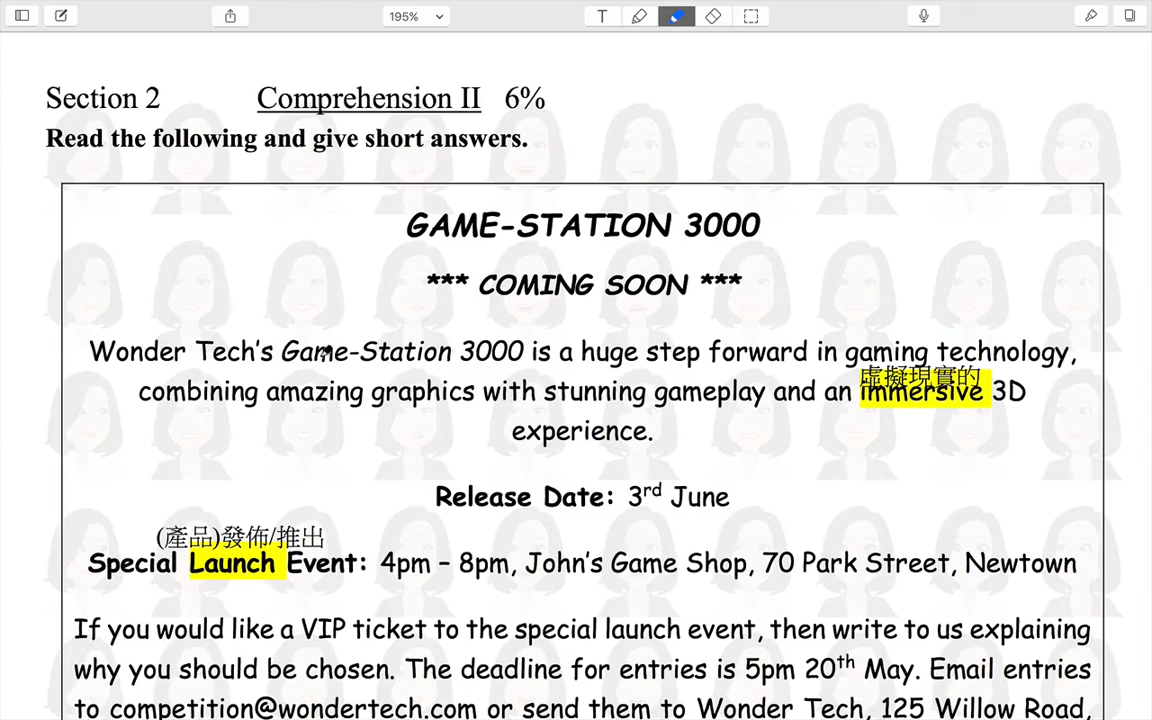 195%
T
Section 2 Comprehension II 6%
Read the following and give short answers.
GAME-STATION 3000
*** COMING SOON ***
Wonder Tech's Game-Station 3000 is a huge step forward in gaming technology,
虛擬現實的
combining amazing graphics with stunning gameplay and an immersive 3D
experience.
Release Date: 3rd June
(產品)發佈/推出
Special Launch Event: 4pm – 8pm, John's Game Shop, 70 Park Street, Newtown
If you would like a VIP ticket to the special launch event, then write to us explaining
why you should be chosen. The deadline for entries is 5pm 20th May. Email entries
to competition@wondertech.com or send them to Wonder Tech, 125 Willow Road,